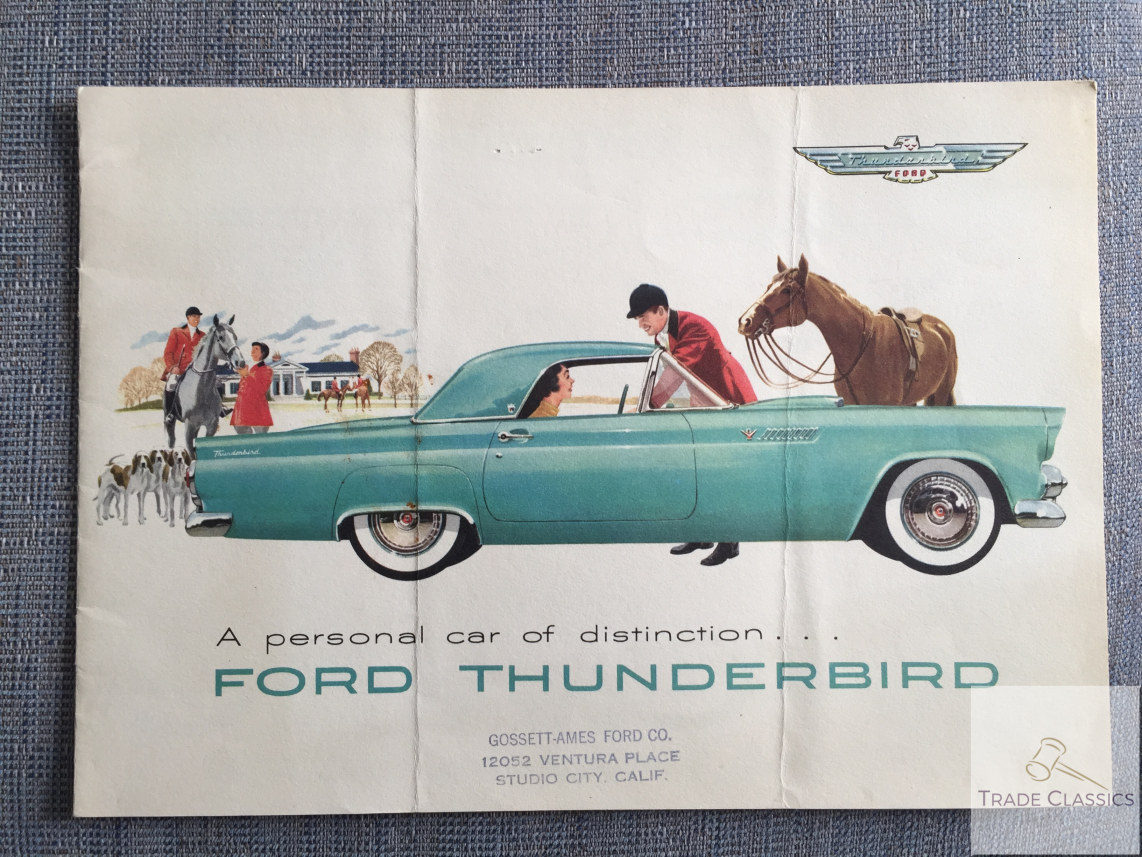 Thunderbird
FORD
Thunderbird
A personal car of distinction . . .
FORD THUNDERBIRD
GOSSETT-AMES FORD CO.
12052 VENTURA PLACE
STUDIO CITY, CALIF.
TRADE CLASSICS